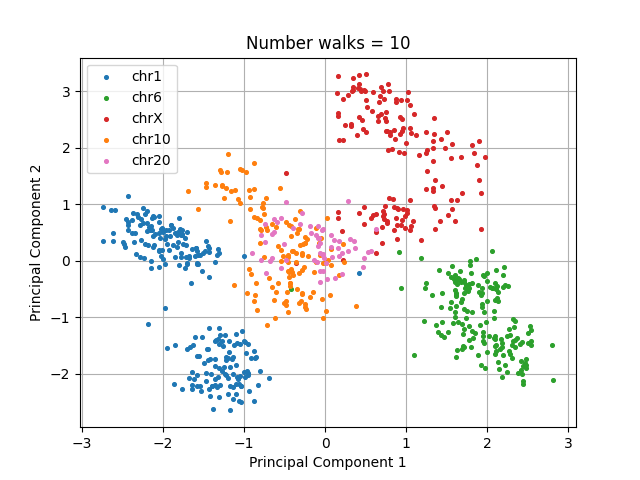 Number walks = 10
chr1
chr6
chrX
chr10
chr20
3
2
1
0
−1
−2
Principal Component 2
−3 −2 −1 0 1 2 3
Principal Component 1